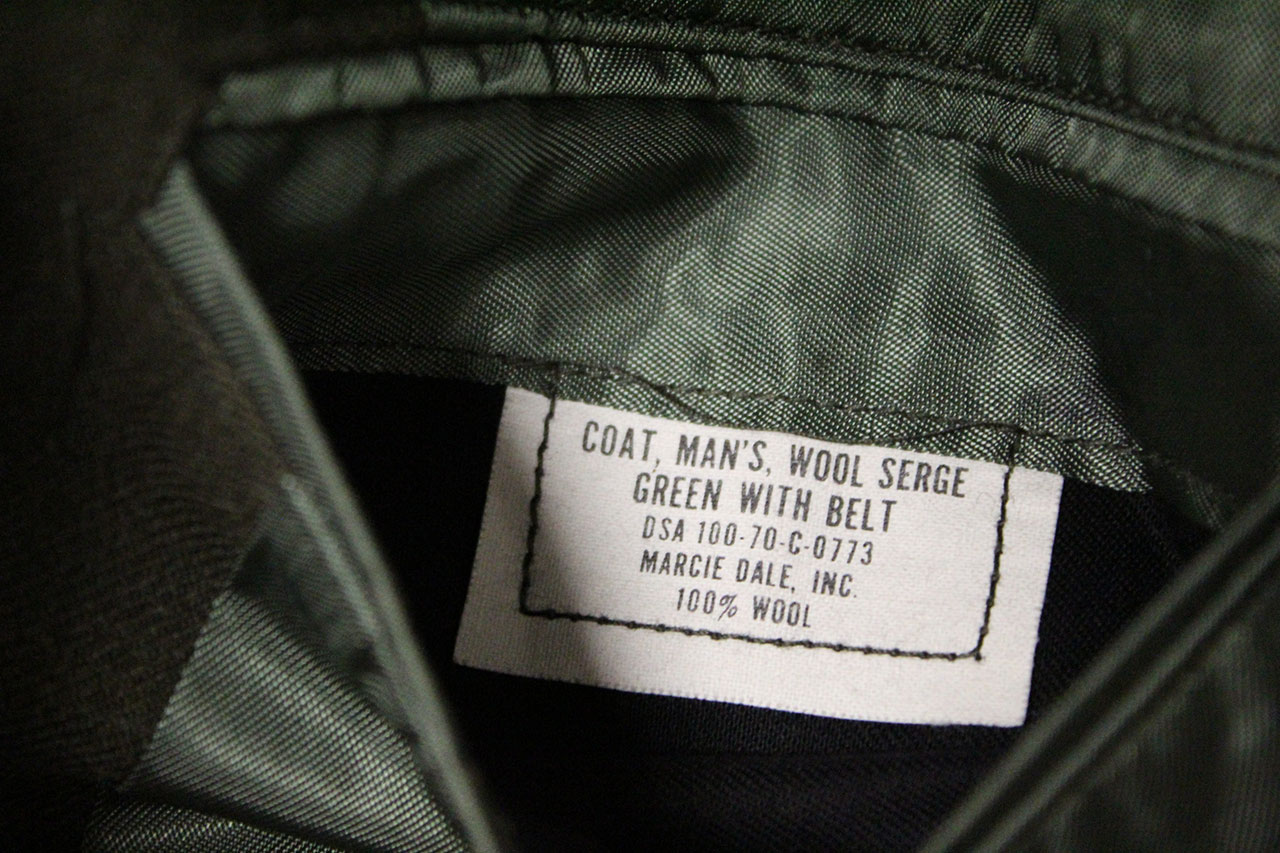 COAT, MAN'S, WOOL SERGE
GREEN WITH BELT
DSA 100-70-C-0773
MARCIE DALE, INC.
100% WOOL